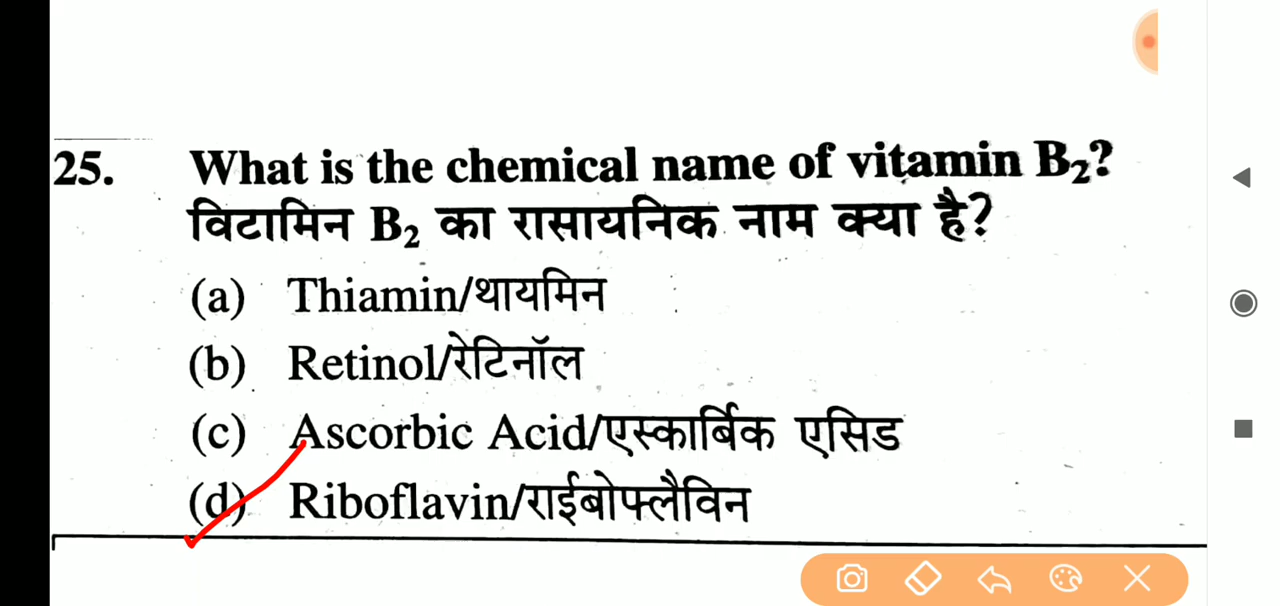 25. What is the chemical name of vitamin B₂?
विटामिन B₂ का रासायनिक नाम क्या है?
(a) Thiamin/थायमिन
(b) Retinol/रेटिनॉल
(c) Ascorbic Acid/एस्कार्बिक एसिड
(d) Riboflavin/राईबोफ्लैविन